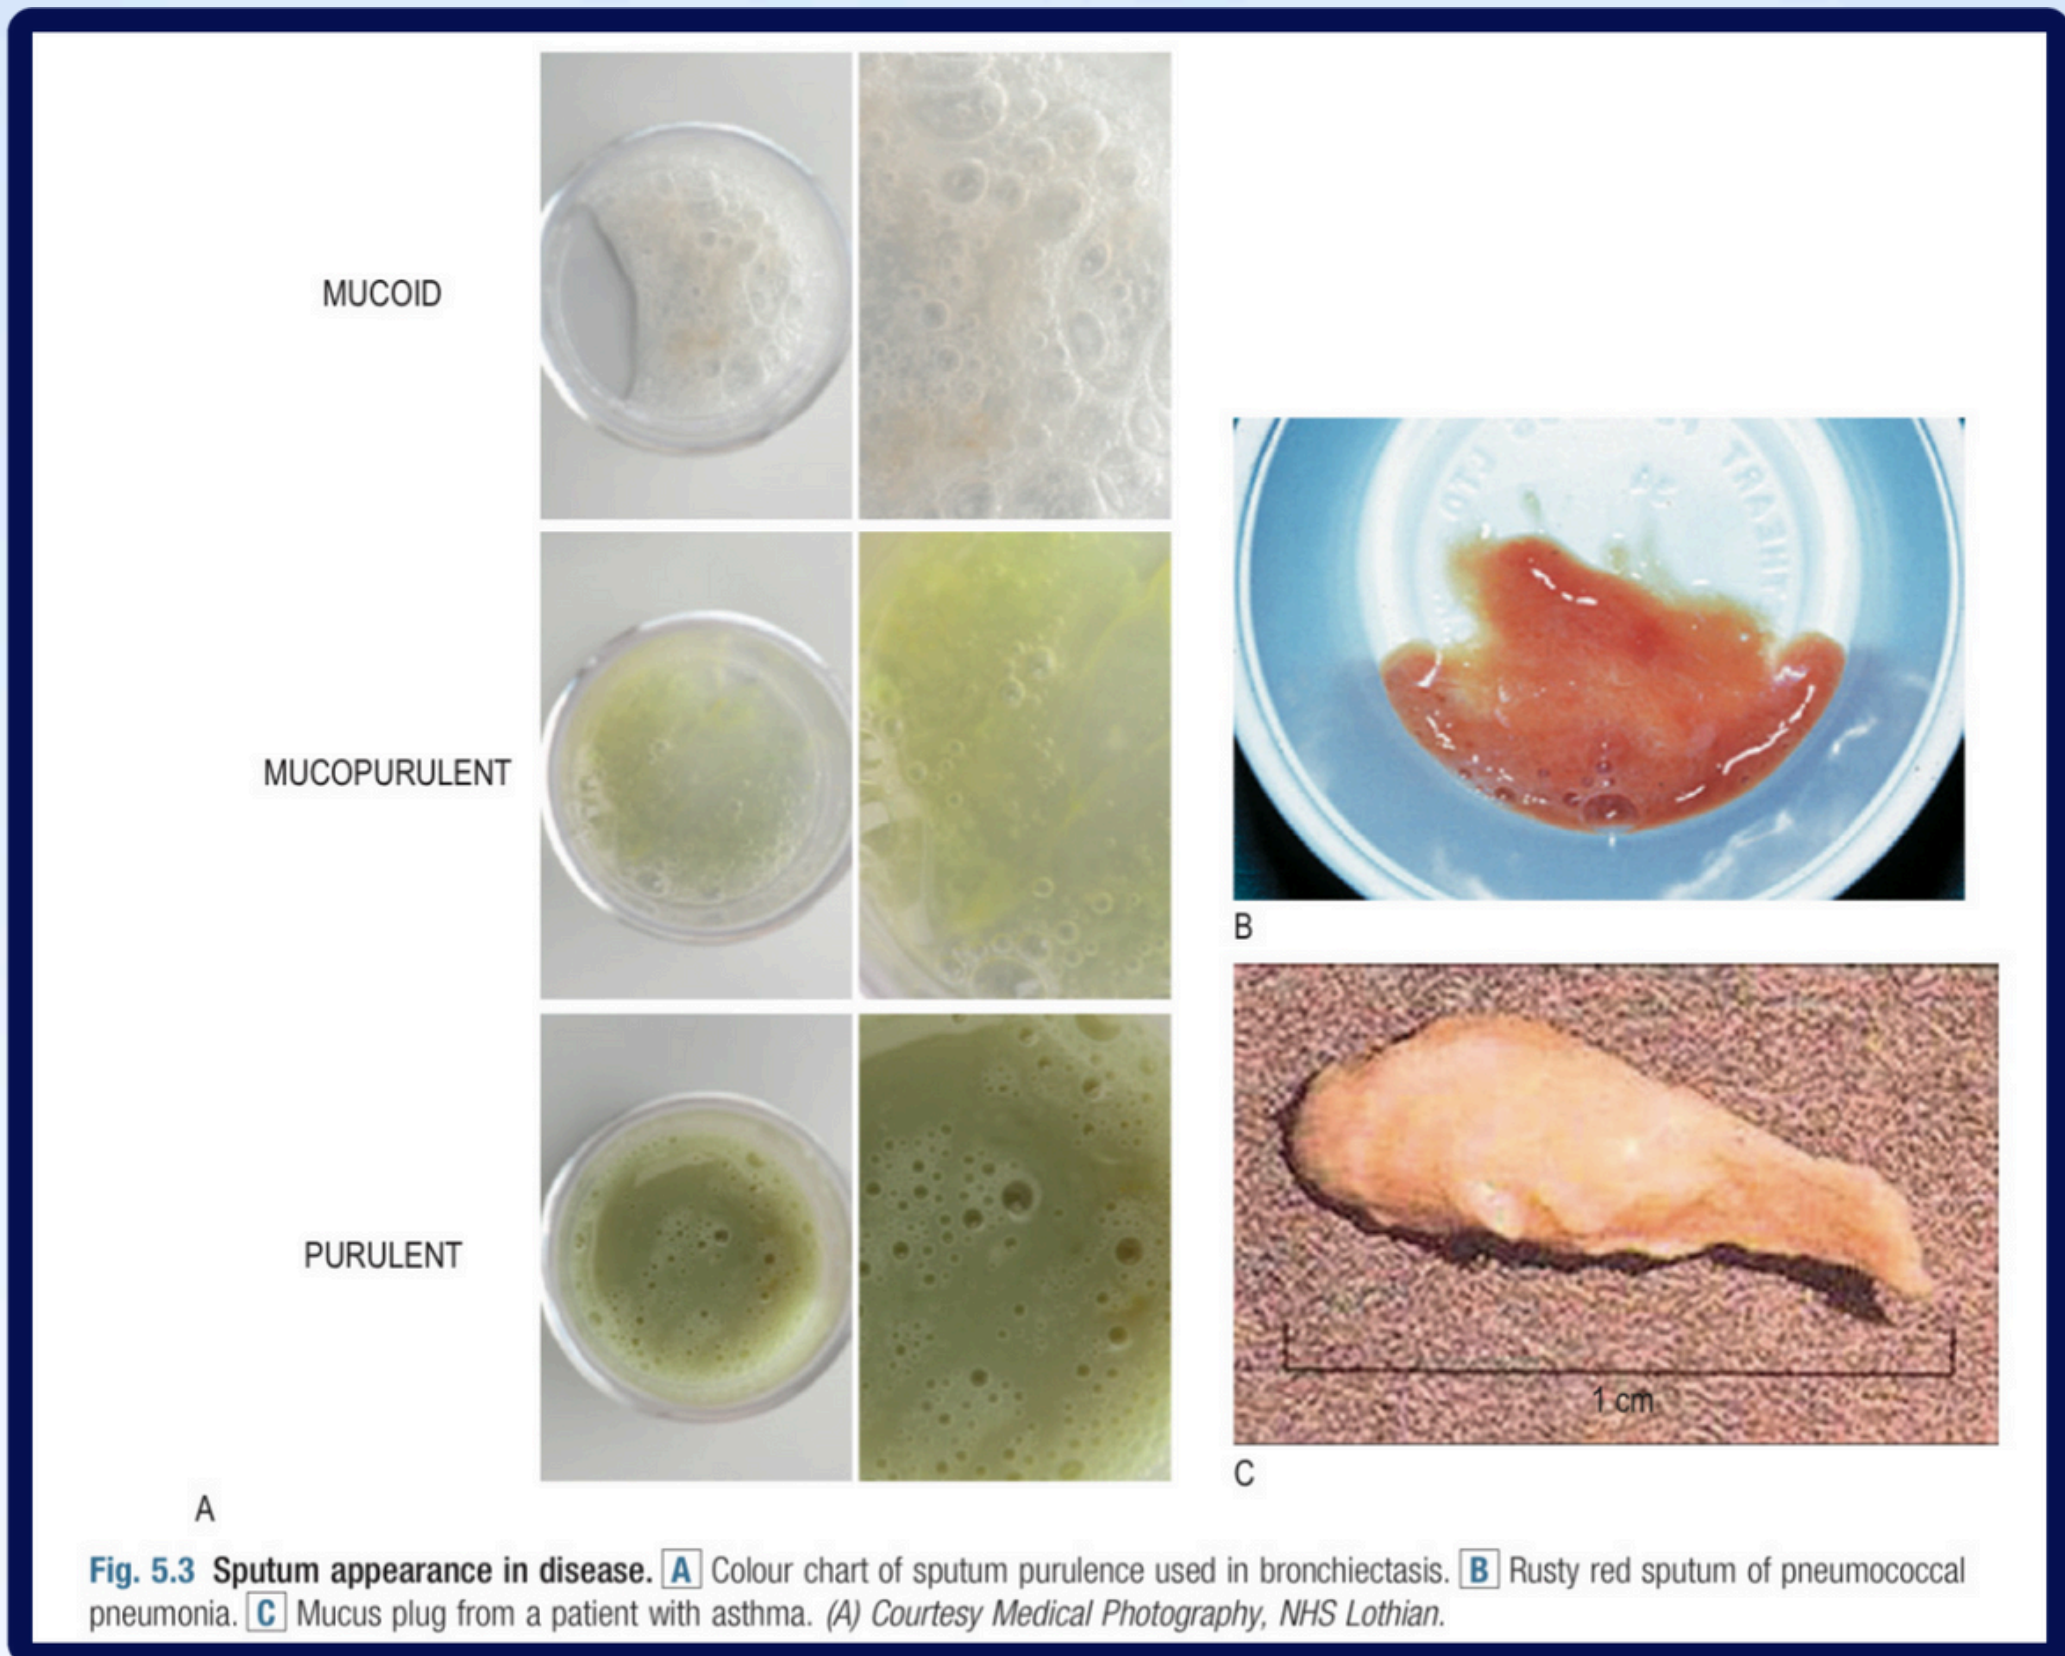 MUCOID
MUCOPURULENT
PURULENT
A
B
1 cm
C
Fig. 5.3 Sputum appearance in disease. A Colour chart of sputum purulence used in bronchiectasis. B Rusty red sputum of pneumococcal
pneumonia. C Mucus plug from a patient with asthma. (A) Courtesy Medical Photography, NHS Lothian.